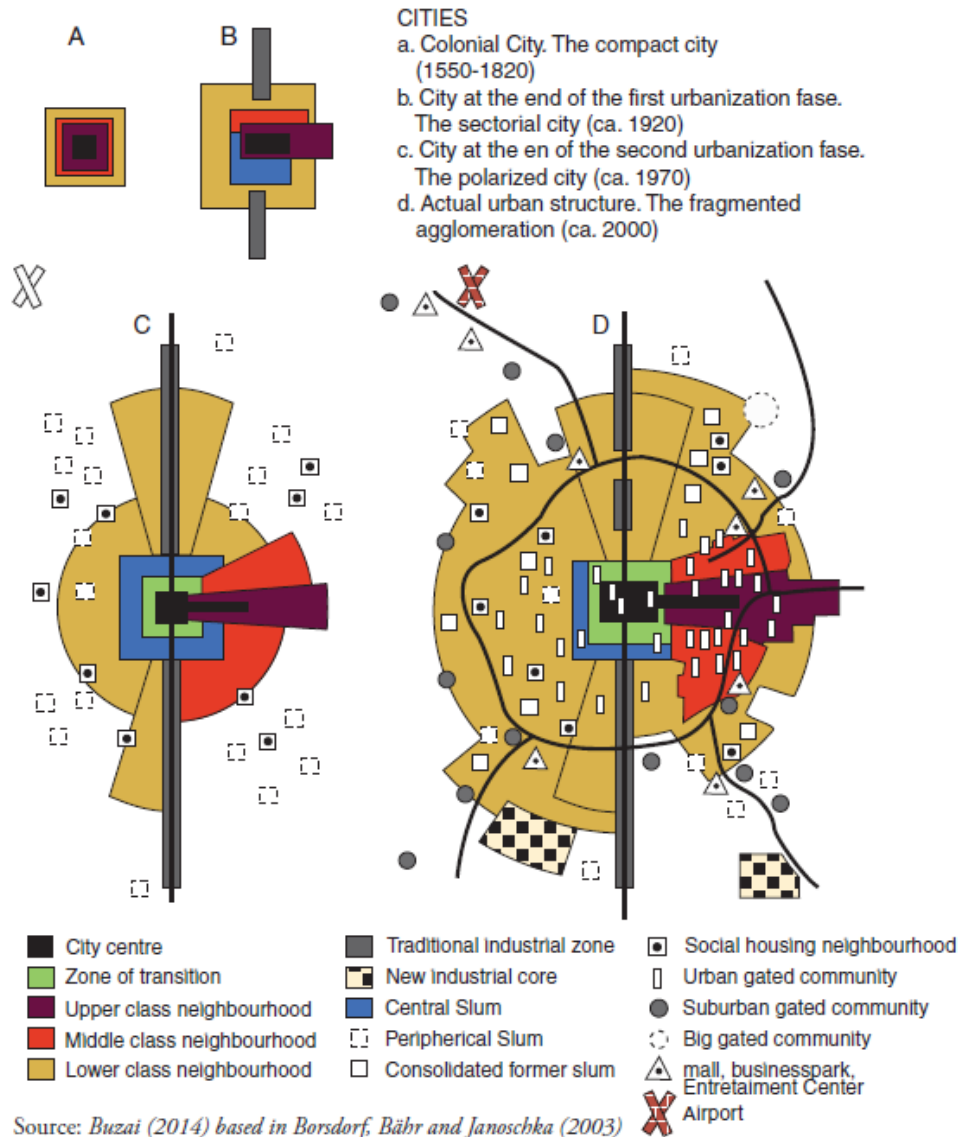 A
B
CITIES
a. Colonial City. The compact city
(1550-1820)
b. City at the end of the first urbanization fase.
The sectorial city (ca. 1920)
c. City at the en of the second urbanization fase.
The polarized city (ca. 1970)
d. Actual urban structure. The fragmented
agglomeration (ca. 2000)
C
D
City centre
Zone of transition
Upper class neighbourhood
Middle class neighbourhood
Lower class neighbourhood
Traditional industrial zone
New industrial core
Central Slum
Peripherical Slum
Consolidated former slum
Social housing neighbourhood
Urban gated community
Suburban gated community
Big gated community
mall, businesspark,
Entretaiment Center
Airport
Source: Buzai (2014) based in Borsdorf, Bähr and Janoschka (2003)